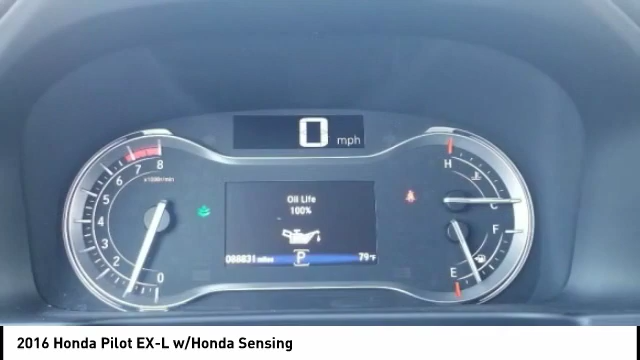 0 mph
8
7
6
5
4
3
2
1
0
x1000r/min
Oil Life
100%
088831 miles
P
79°F
H
C
F
E
2016 Honda Pilot EX-L w/Honda Sensing